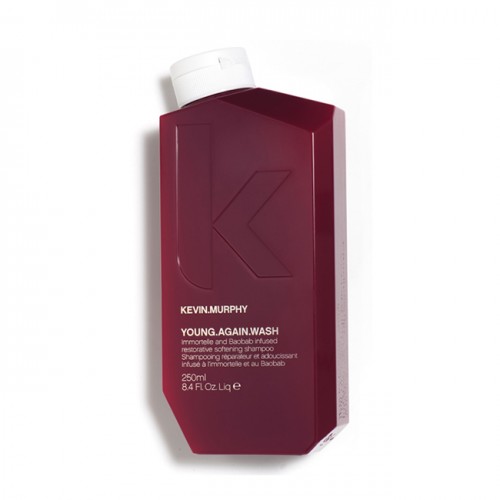 K
KEVIN.MURPHY
YOUNG.AGAIN.WASH
immortelle and Baobab infused
restorative softening shampoo
Shampooing réparateur et adoucissant
infusé à l'immortelle et au Baobab
250ml
8.4 Fl. Oz. Liq e